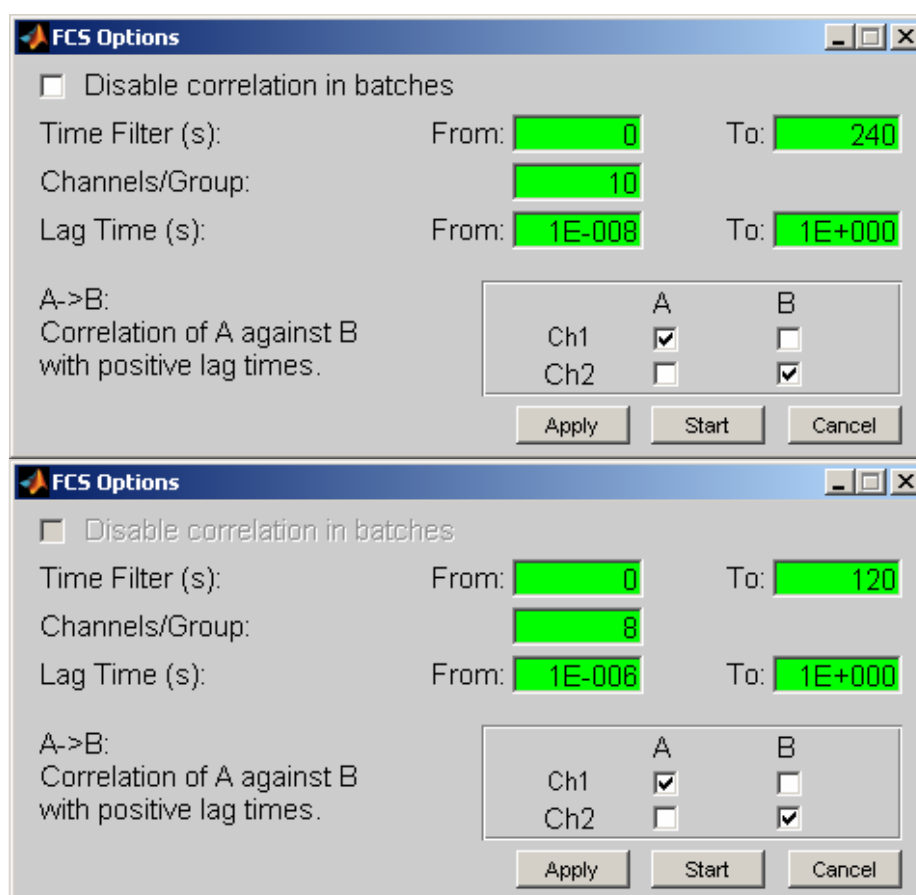 FCS Options
Disable correlation in batches
Time Filter (s): From: 0 To: 240
Channels/Group: 10
Lag Time (s): From: 1E-008 To: 1E+000
A->B:
Correlation of A against B
with positive lag times.
A B
Ch1
Ch2
Apply Start Cancel
FCS Options
Disable correlation in batches
Time Filter (s): From: 0 To: 120
Channels/Group: 8
Lag Time (s): From: 1E-006 To: 1E+000
A->B:
Correlation of A against B
with positive lag times.
A B
Ch1
Ch2
Apply Start Cancel